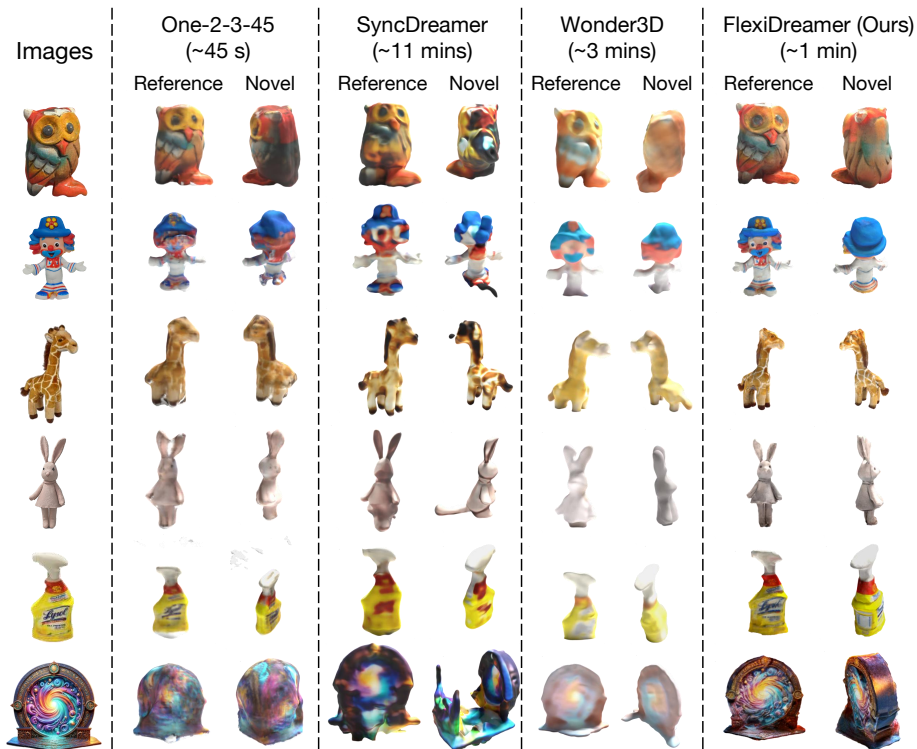 Images
One-2-3-45
(~45 s)
Reference Novel
SyncDreamer
(~11 mins)
Reference Novel
Wonder3D
(~3 mins)
Reference Novel
FlexiDreamer (Ours)
(~1 min)
Reference Novel
Lysol